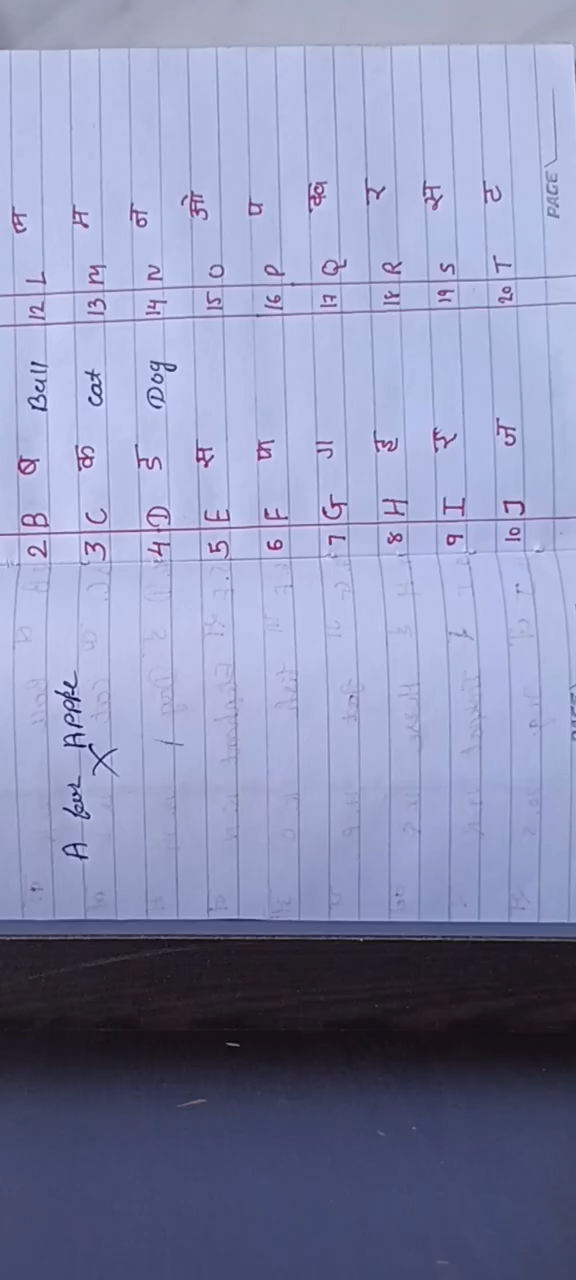 A for Apple
X
2 B ब Ball 12 L ल
3 C क Cat 13 M म
4 D ड Dog 14 N न
5 E 15 O ओ
6 F फ 16 P प
7 G ग 17 Q क्व
8 H ह 18 R र
9 I 19 S स
10 J ज 20 T ट
PAGE